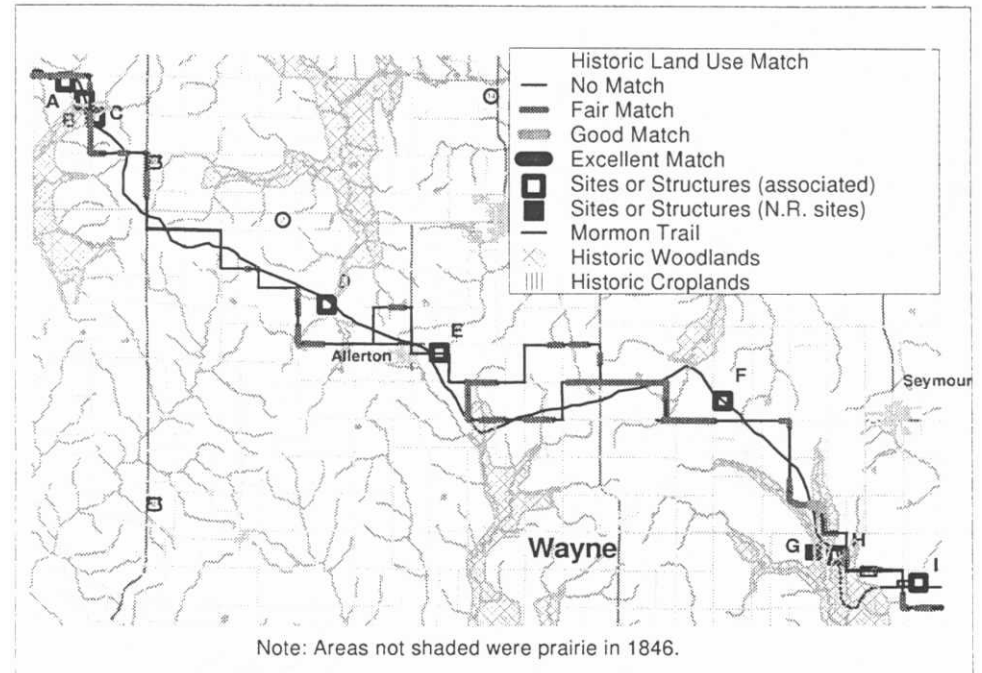 Historic Land Use Match
No Match
Fair Match
Good Match
Excellent Match
Sites or Structures (associated)
Sites or Structures (N.R. sites)
Mormon Trail
Historic Woodlands
Historic Croplands
A
B
C
D
E
Allerton
F
Seymour
Wayne
G
H
I
Note: Areas not shaded were prairie in 1846.